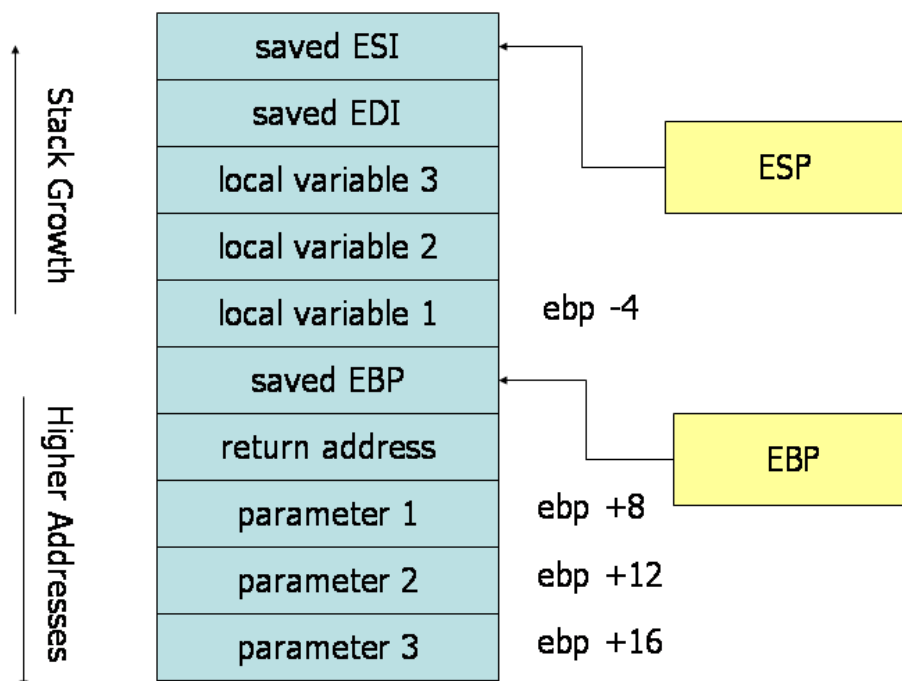 saved ESI
saved EDI
local variable 3
local variable 2
local variable 1
saved EBP
return address
parameter 1
parameter 2
parameter 3
Stack Growth
Higher Addresses
ESP
ebp -4
EBP
ebp +8
ebp +12
ebp +16